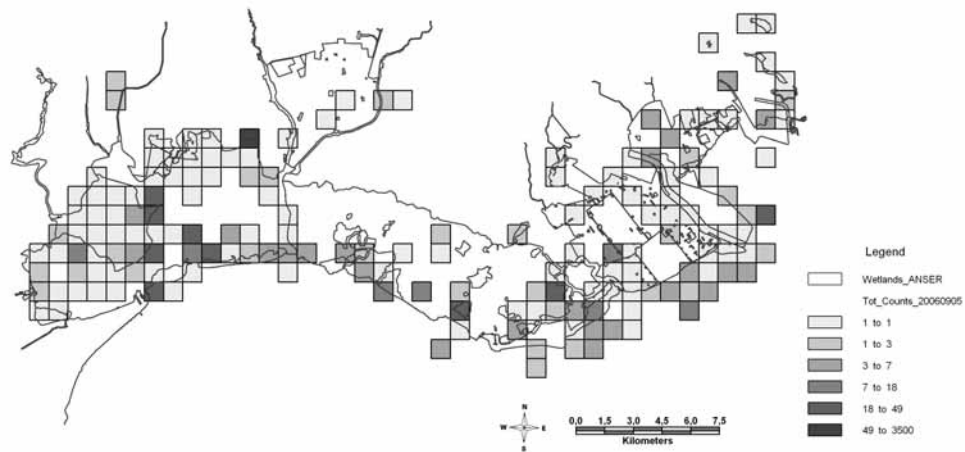 Legend
Wetlands_ANSER
Tot_Counts_20060905
1 to 1
1 to 3
3 to 7
7 to 18
18 to 49
49 to 3500
N
W E
S
0.0 1.5 3.0 4.5 6.0 7.5
Kilometers